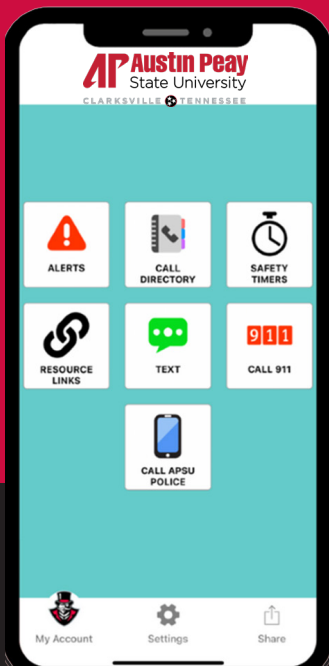 AP Austin Peay
State University
CLARKSVILLE TENNESSEE
ALERTS
CALL
DIRECTORY
SAFETY
TIMERS
RESOURCE
LINKS
TEXT
911
CALL 911
CALL APSU
POLICE
My Account
Settings
Share